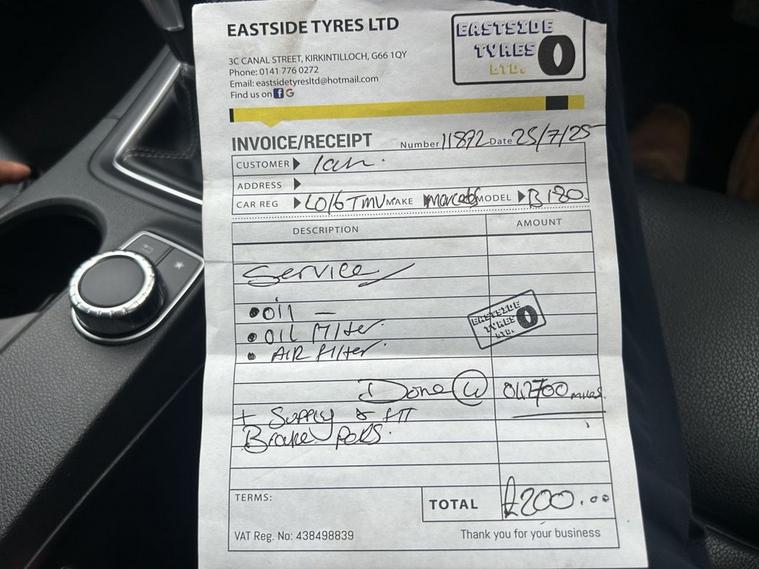 EASTSIDE TYRES LTD
EASTSIDE
TYRES
LTD.
3C CANAL STREET, KIRKINTILLOCH, G66 1QY
Phone: 0141 776 0272
Email: eastsidetyresltd@hotmail.com
Find us on f G
INVOICE/RECEIPT Number 11892 Date 25/7/25
CUSTOMER Ian.
ADDRESS
CAR REG LO16 TMV MAKE MODEL B180
DESCRIPTION AMOUNT
Service
• OIL —
• OIL Filter.
• AIR Filter.
EASTSIDE
TYRES
LTD.
Done @ miles
+ Supply & FIT
Brake pads.
TERMS:
TOTAL £200.00
VAT Reg. No: 438498839 Thank you for your business